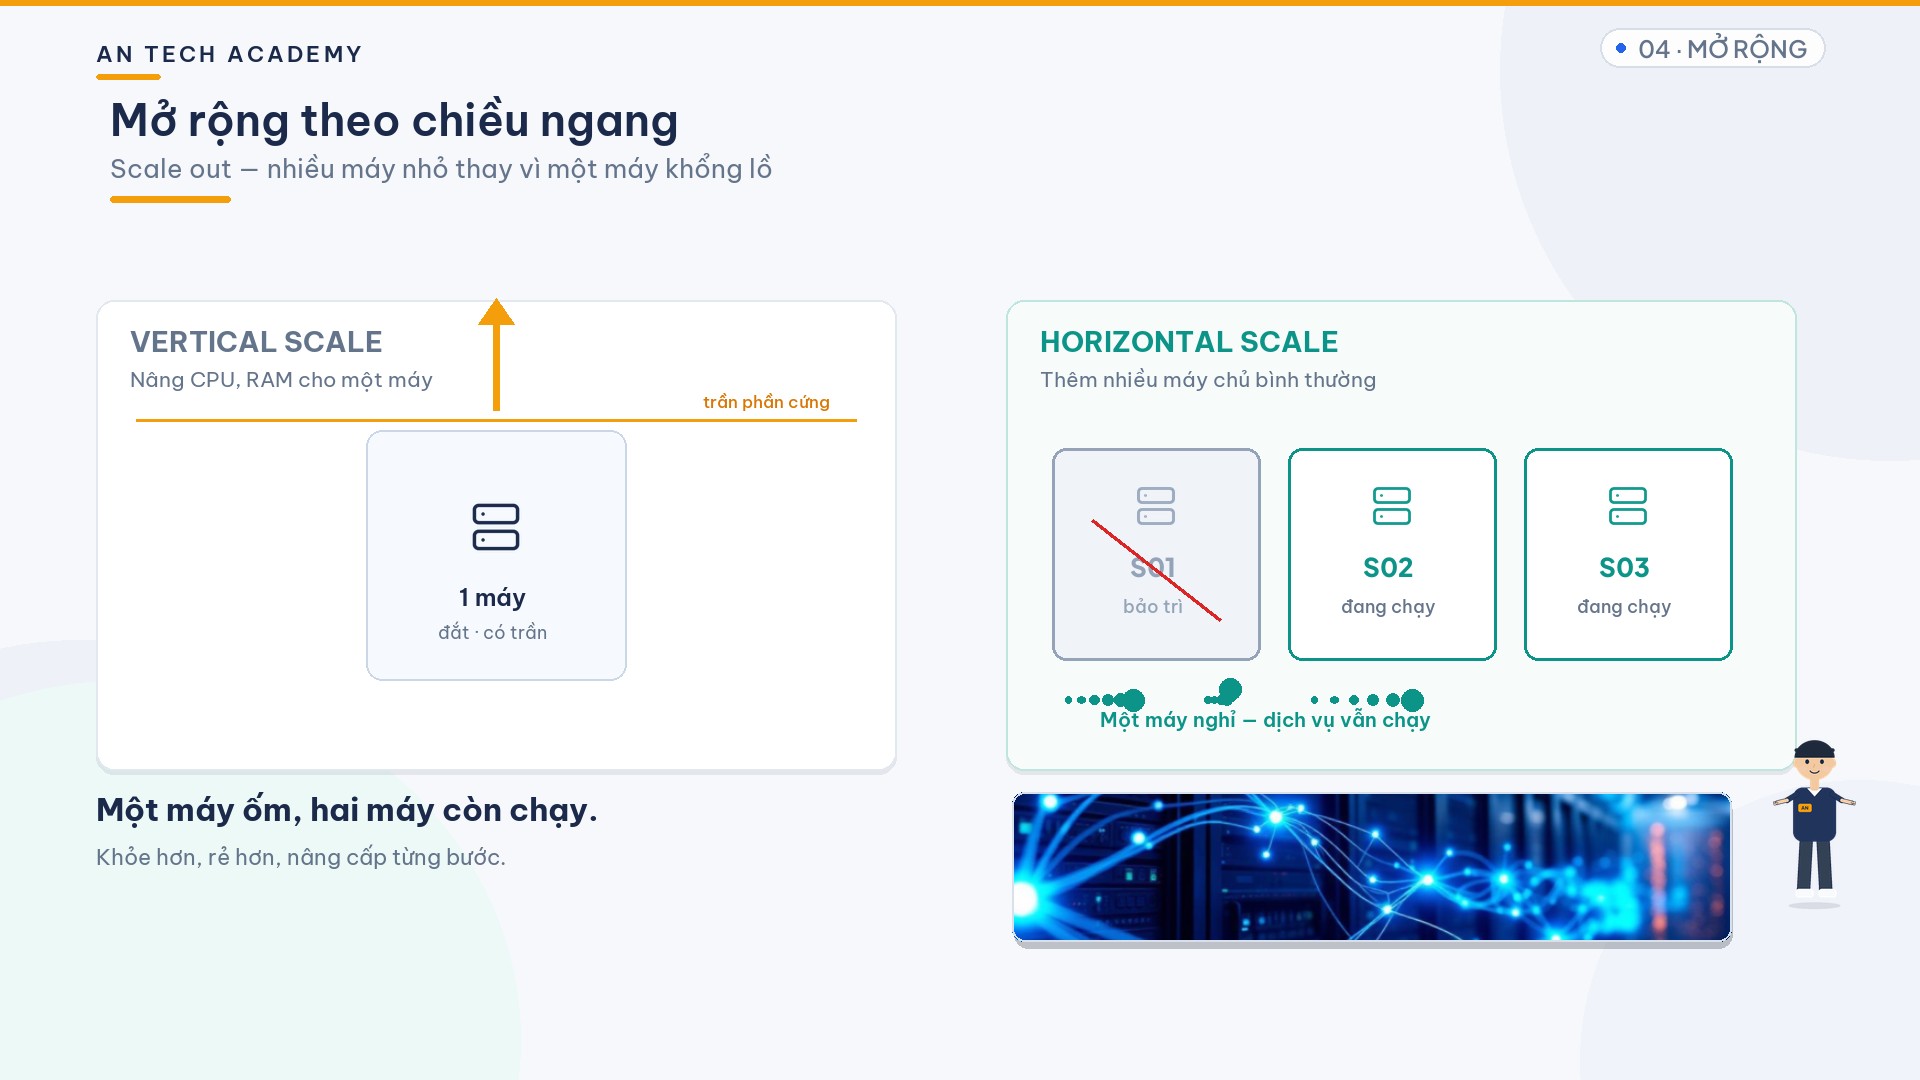 AN TECH ACADEMY
04 · MỞ RỘNG
Mở rộng theo chiều ngang
Scale out — nhiều máy nhỏ thay vì một máy khổng lồ
VERTICAL SCALE
Nâng CPU, RAM cho một máy
trần phần cứng
1 máy
đắt · có trần
HORIZONTAL SCALE
Thêm nhiều máy chủ bình thường
S01
bảo trì
S02
đang chạy
S03
đang chạy
Một máy nghỉ — dịch vụ vẫn chạy
Một máy ốm, hai máy còn chạy.
Khỏe hơn, rẻ hơn, nâng cấp từng bước.
AN